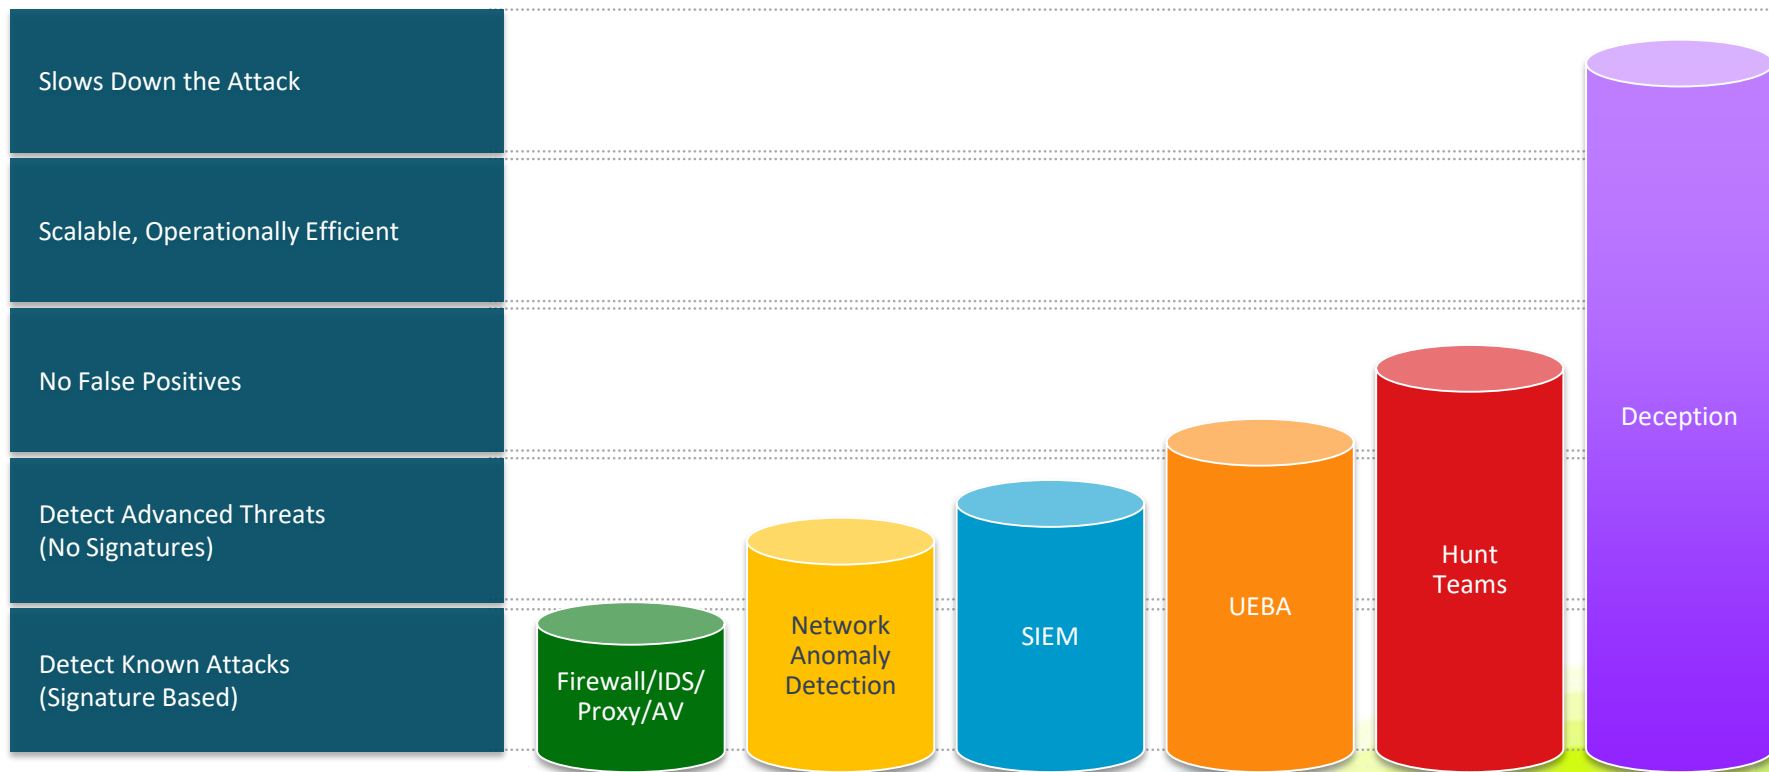 Slows Down the Attack
Scalable, Operationally Efficient
No False Positives
Detect Advanced Threats
(No Signatures)
Detect Known Attacks
(Signature Based)
Firewall/IDS/
Proxy/AV
Network
Anomaly
Detection
SIEM
UEBA
Hunt
Teams
Deception